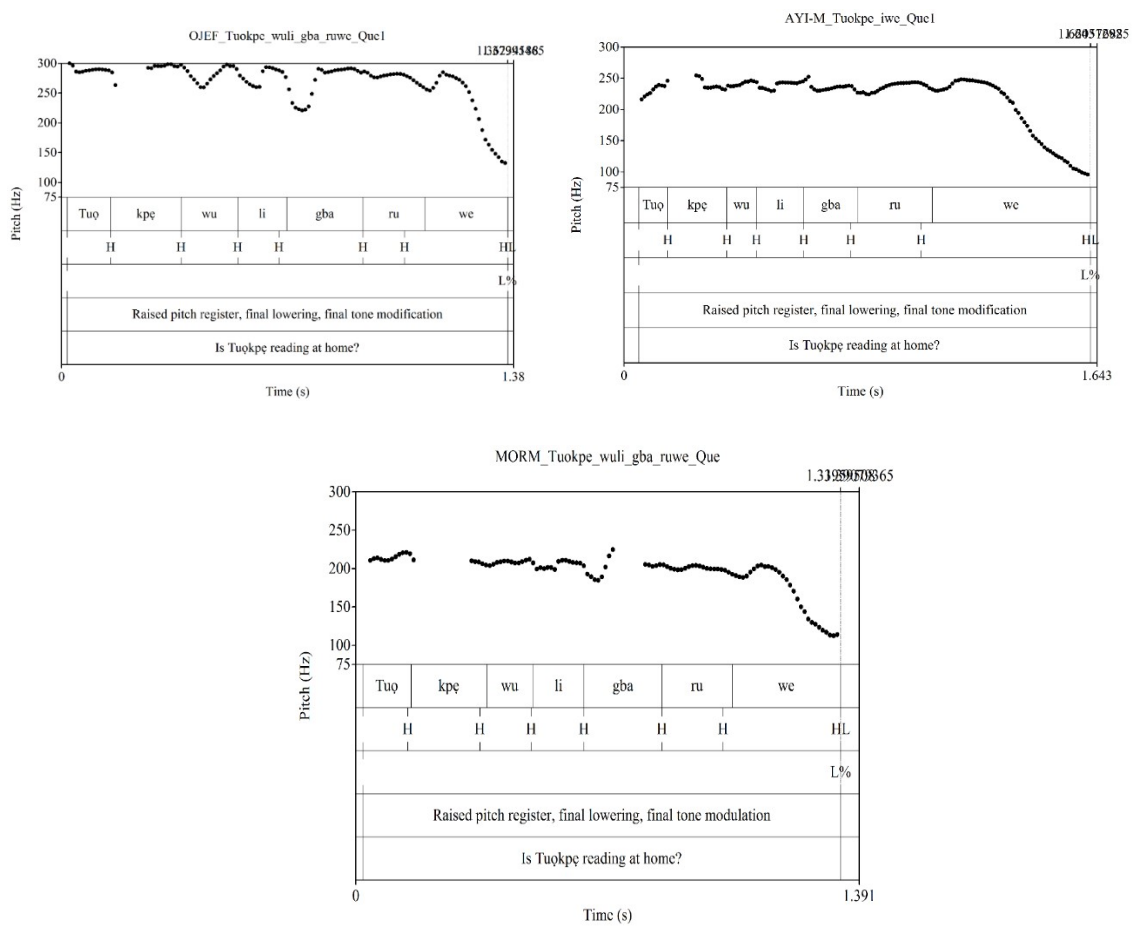 OJEF_Tuokpe_wuli_gba_ruwe_Que1
300
250
200
150
100
75
Pitch (Hz)
Tuọ kpẹ wu li gba ru we
H H H H H H HL
L%
Raised pitch register, final lowering, final tone modification
Is Tuọkpẹ reading at home?
0 1.38
Time (s)
AYI-M_Tuokpe_iwe_Que1
300
250
200
150
100
75
Pitch (Hz)
Tuọ kpẹ wu li gba ru we
H H H H H H HL
L%
Raised pitch register, final lowering, final tone modification
Is Tuọkpẹ reading at home?
0 1.643
Time (s)
MORM_Tuokpe_wuli_gba_ruwe_Que
300
250
200
150
100
75
Pitch (Hz)
Tuọ kpẹ wu li gba ru we
H H H H H H HL
L%
Raised pitch register, final lowering, final tone modulation
Is Tuọkpẹ reading at home?
0 1.391
Time (s)